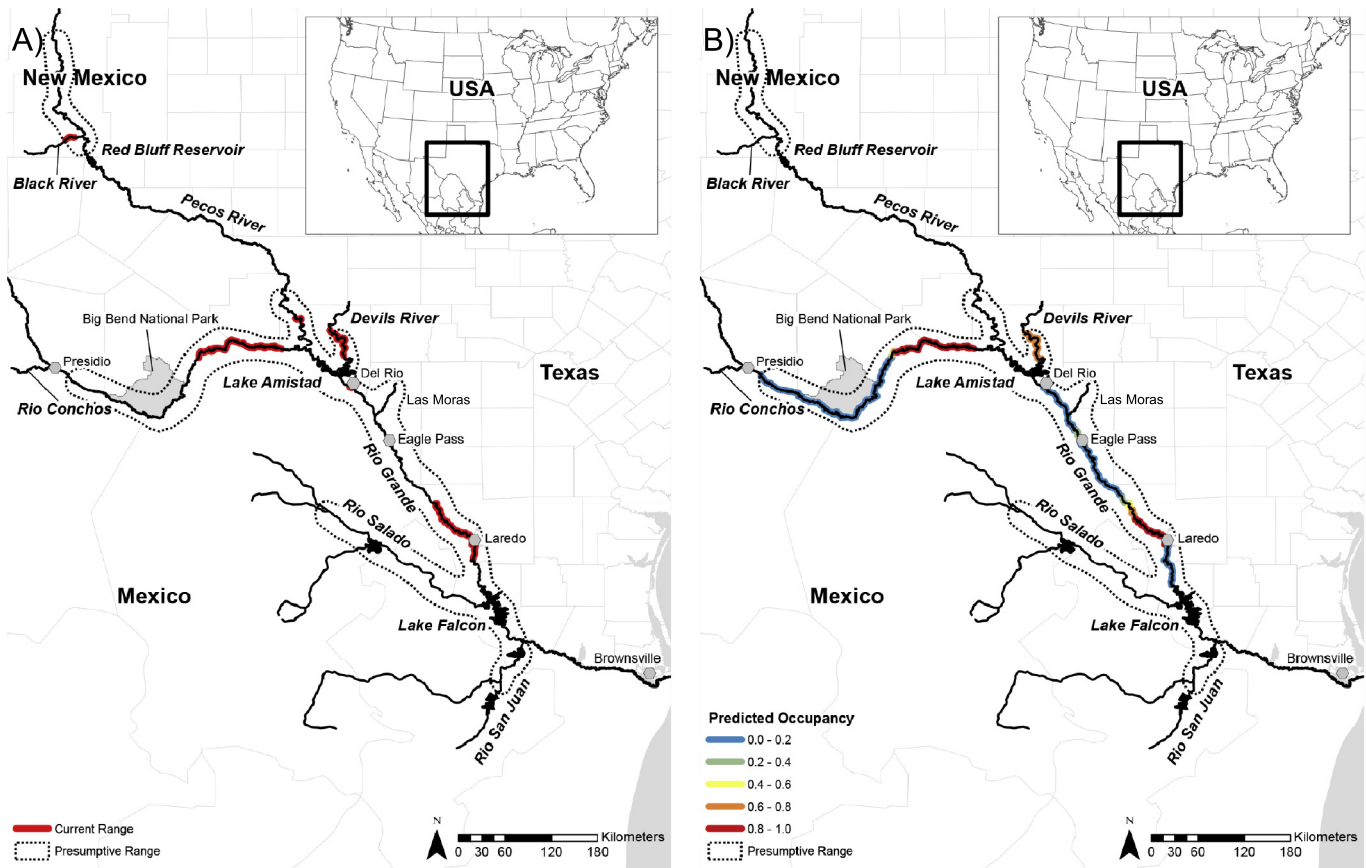 A)
New Mexico
USA
Red Bluff Reservoir
Black River
Pecos River
Big Bend National Park
Devils River
Presidio
Del Rio
Texas
Lake Amistad
Rio Conchos
Las Moras
Eagle Pass
Rio Grande
Rio Salado
Laredo
Mexico
Lake Falcon
Brownsville
Rio San Juan
Current Range
Presumptive Range
N
Kilometers
0 30 60 120 180
B)
New Mexico
USA
Red Bluff Reservoir
Black River
Pecos River
Big Bend National Park
Devils River
Presidio
Del Rio
Texas
Lake Amistad
Rio Conchos
Las Moras
Eagle Pass
Rio Grande
Rio Salado
Laredo
Mexico
Lake Falcon
Brownsville
Rio San Juan
Predicted Occupancy
0.0 - 0.2
0.2 - 0.4
0.4 - 0.6
0.6 - 0.8
0.8 - 1.0
Presumptive Range
N
Kilometers
0 30 60 120 180